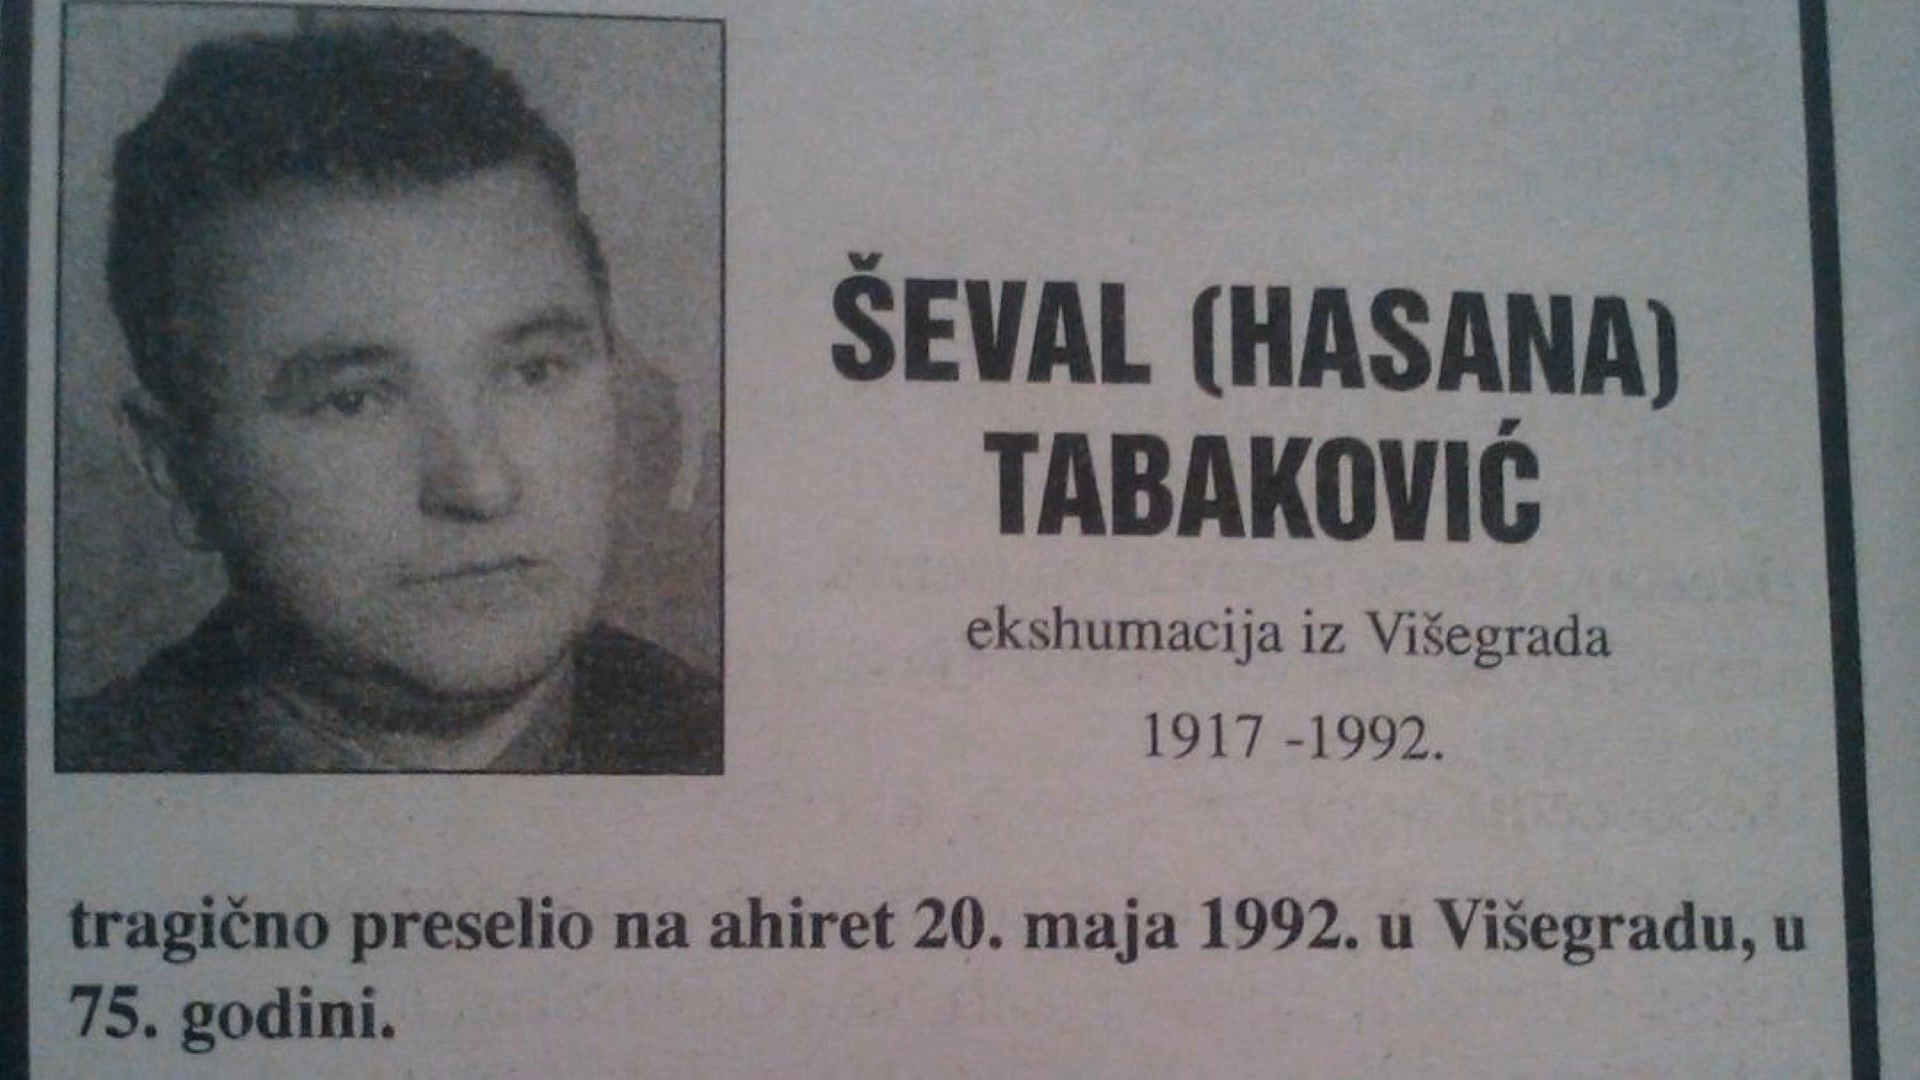 ŠEVAL (HASANA)
TABAKOVIĆ
ekshumacija iz Višegrada
1917 -1992.
tragično preselio na ahiret 20. maja 1992. u Višegradu, u
75. godini.